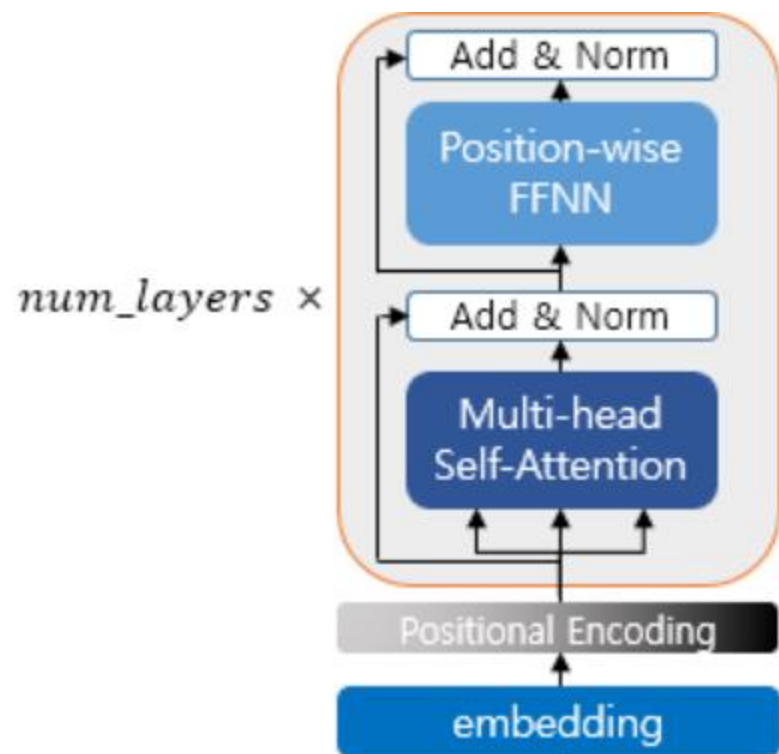 Add & Norm
Position-wise
FFNN
num_layers ×
Add & Norm
Multi-head
Self-Attention
Positional Encoding
embedding